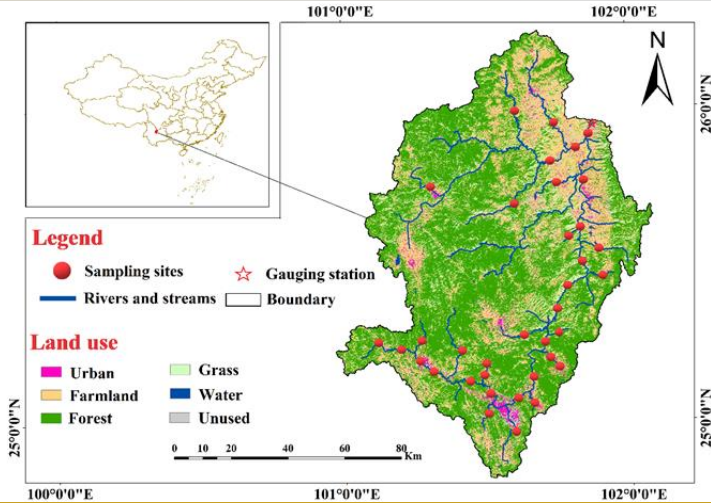 101°0'0"E 102°0'0"E
N
26°0'0"N
Legend
Sampling sites Gauging station
Rivers and streams Boundary
Land use
Urban Grass
Farmland Water
Forest Unused
25°0'0"N 25°0'0"N
0 10 20 40 60 80 Km
100°0'0"E 101°0'0"E 102°0'0"E